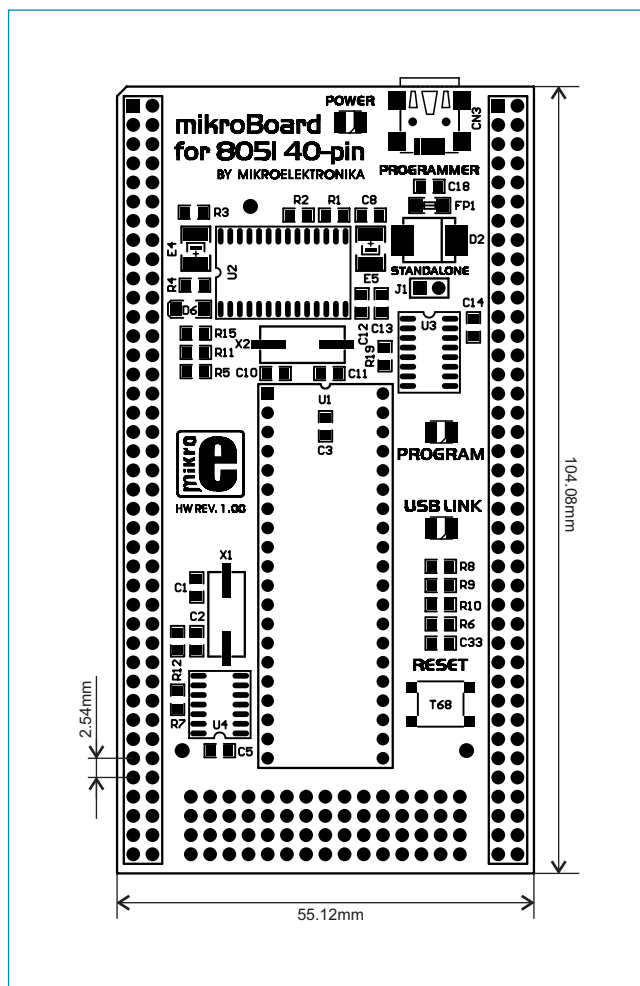 POWER
mikroBoard
for 8051 40-pin
BY MIKROELEKTRONIKA
CN3
PROGRAMMER
C18
FP1
R3
R2
R1
C8
D2
E4
U2
E5
STANDALONE
J1
R4
D6
C12
C13
U3
C14
R15
X2
R11
R19
R5
C10
C11
U1
C3
PROGRAM
mikro
e
HW REV. 1.00
USB LINK
104.08mm
X1
C1
R8
R9
R10
C2
R6
C33
R12
RESET
2.54mm
R7
U4
T68
C5
55.12mm